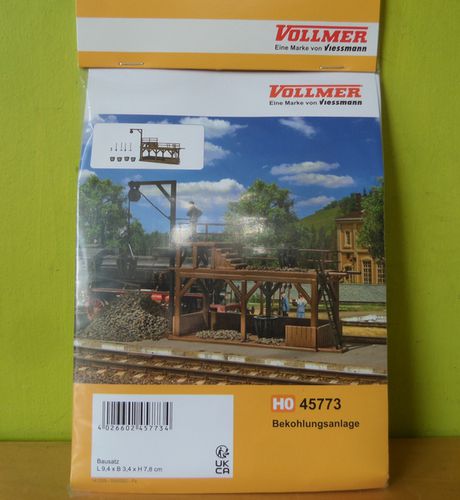 VOLLMER
Eine Marke von Viessmann
VOLLMER
Eine Marke von Viessmann
H0 45773
Bekohlungsanlage
4 026602 457734
Bausatz
L 9,4 x B 3,4 x H 7,8 cm
UK
CA